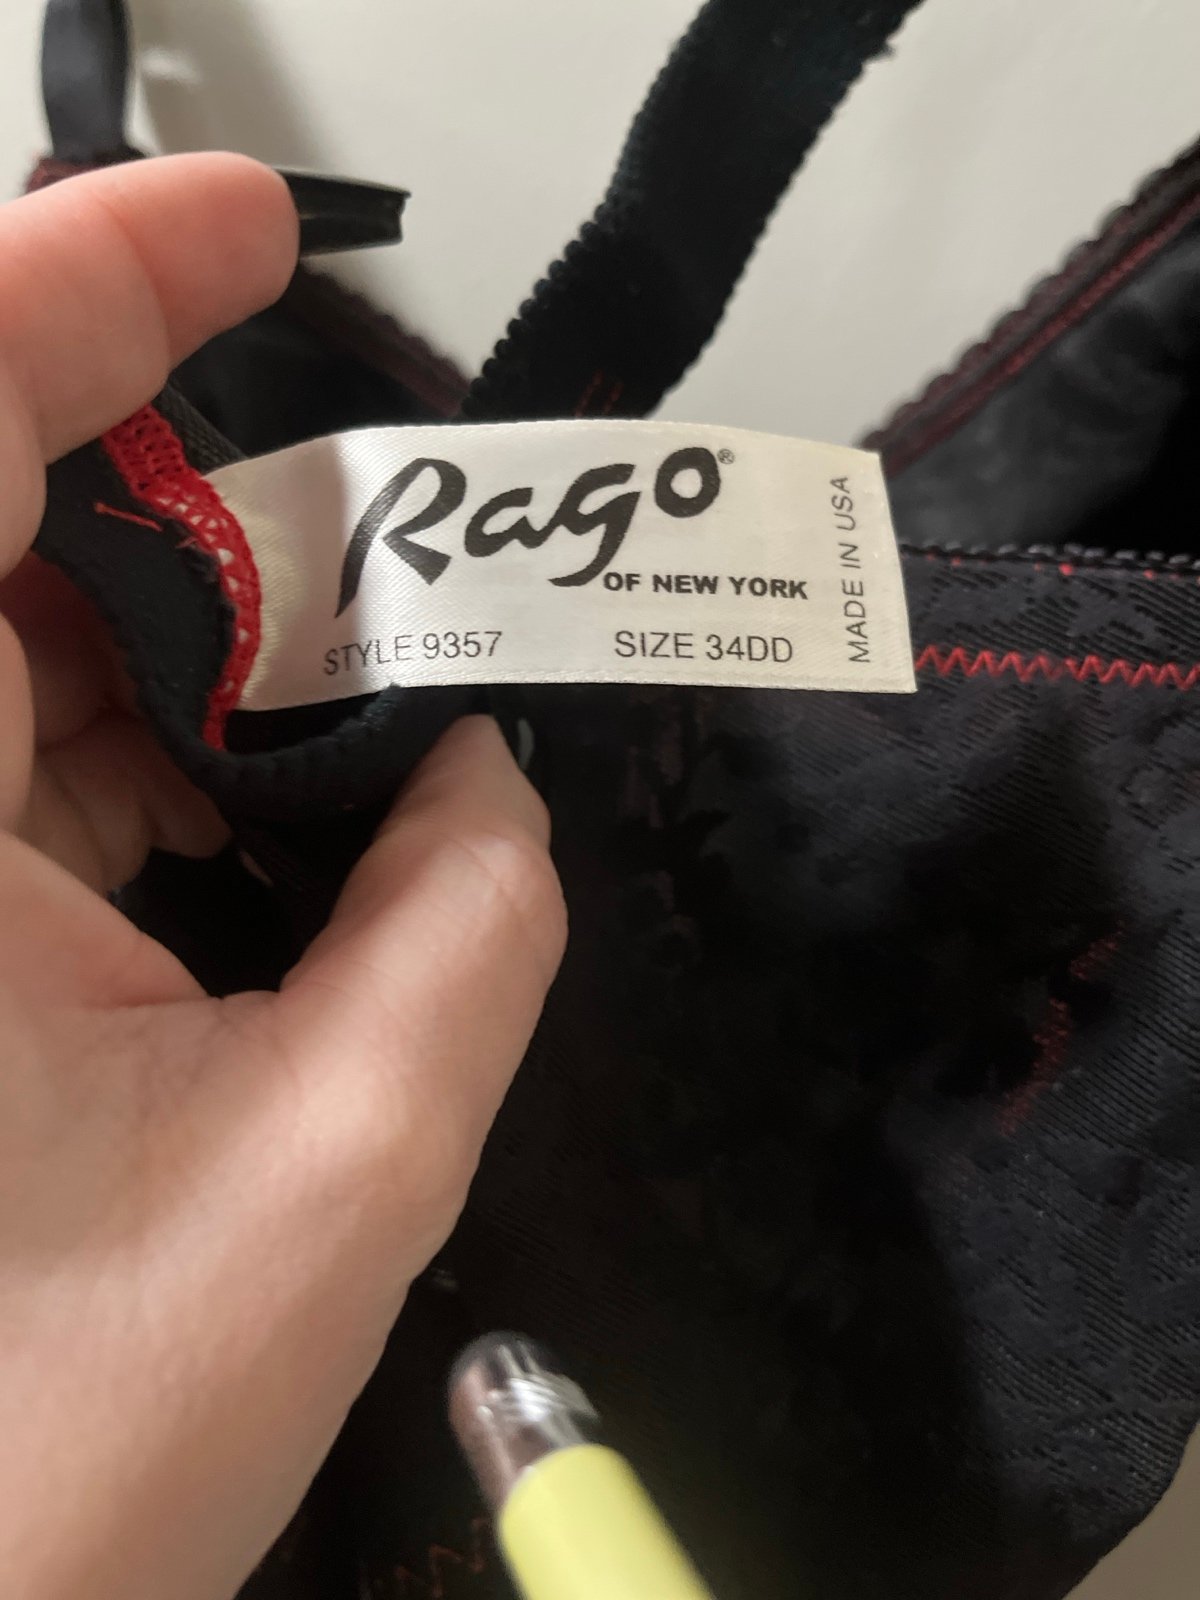 Rago®
OF NEW YORK
STYLE 9357 SIZE 34DD
MADE IN USA